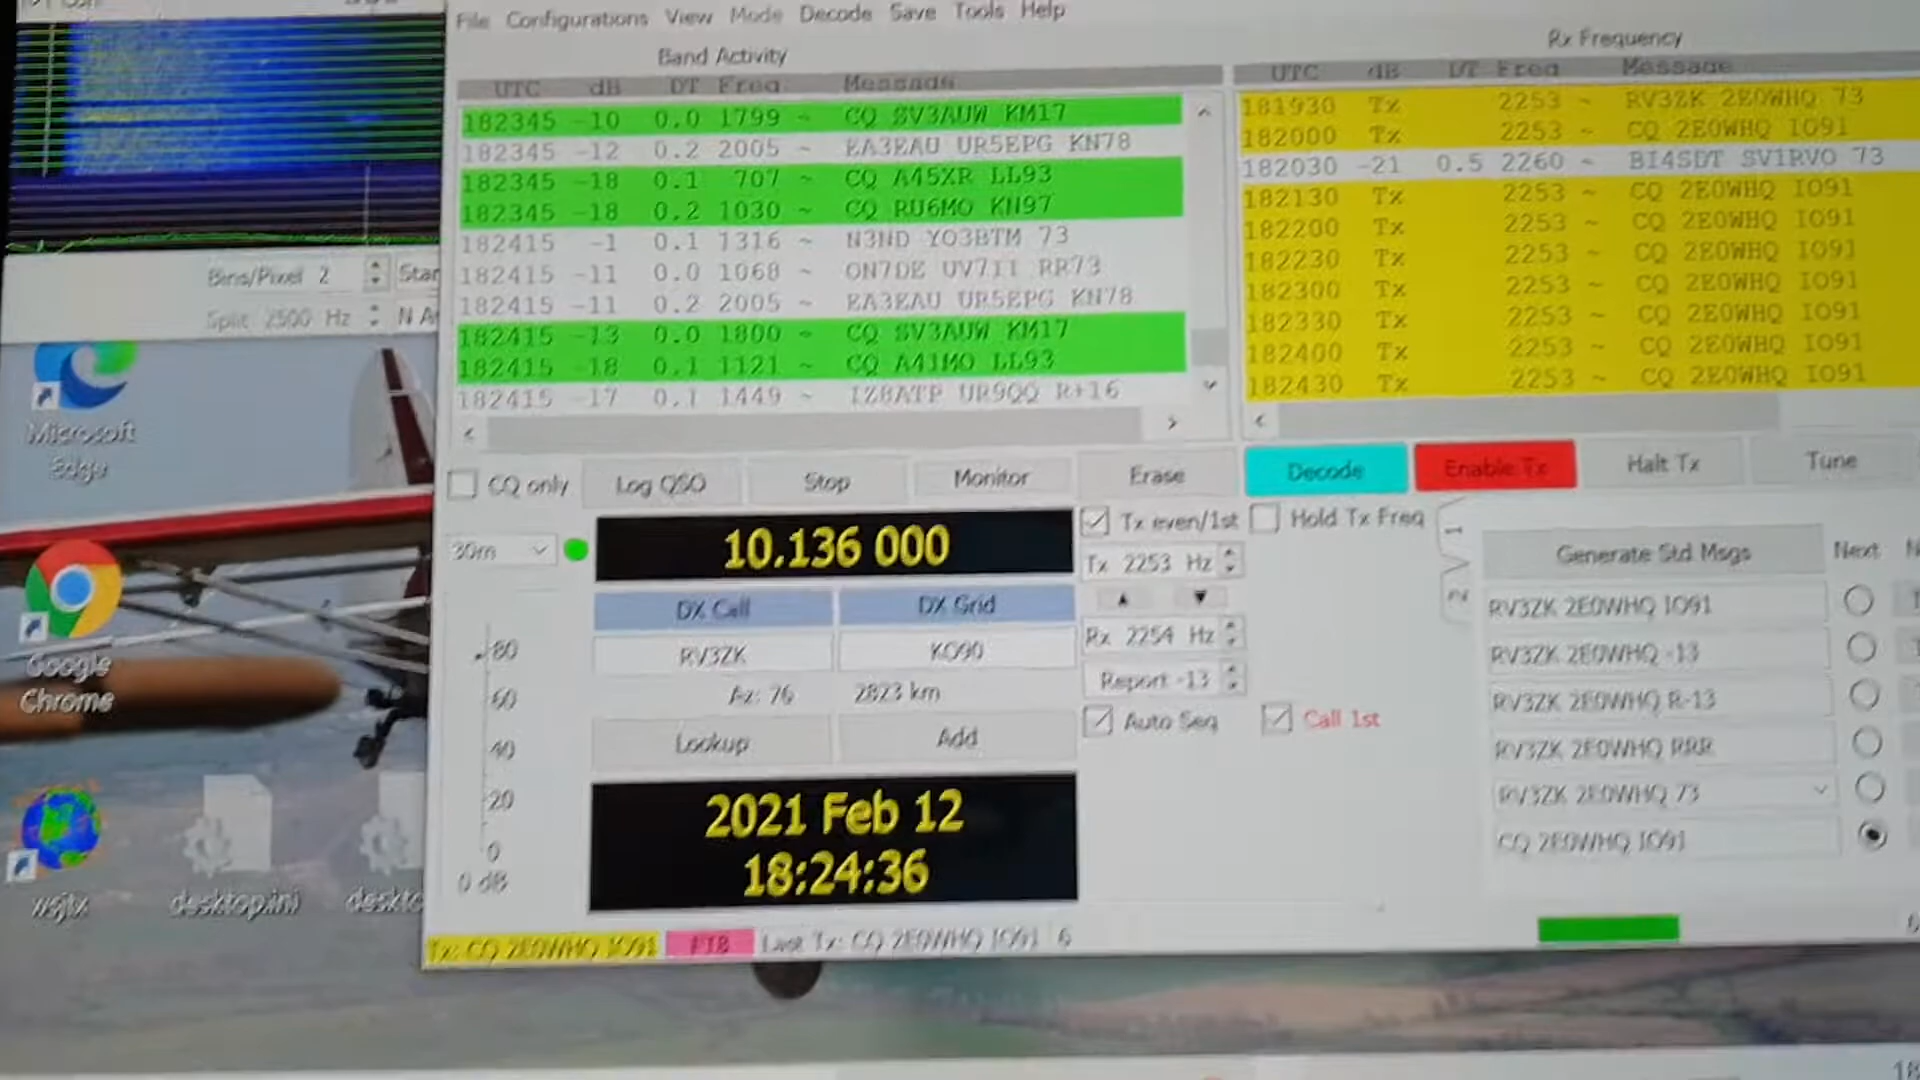 File Configurations View Mode Decode Save Tools Help
Band Activity
UTC dB DT Freq Message
182345 -10 0.0 1799 ~ CQ SV3AUW KM17
182345 -12 0.2 2005 ~ EA3EAU UR5EPG KN78
182345 -18 0.1 707 ~ CQ A45XR LL93
182345 -18 0.2 1030 ~ CQ RU6MO KN97
182415 -1 0.1 1316 ~ N3ND YO3BTM 73
182415 -11 0.0 1068 ~ ON7DE UV7II RR73
182415 -11 0.2 2005 ~ EA3EAU UR5EPG KN78
182415 -13 0.0 1800 ~ CQ SV3AUW KM17
182415 -18 0.1 1121 ~ CQ A41MO LL93
182415 -17 0.1 1449 ~ IZ8ATP UR9QQ R+16
Rx Frequency
UTC dB DT Freq Message
181930 Tx 2253 ~ RV3ZK 2E0WHQ 73
182000 Tx 2253 ~ CQ 2E0WHQ IO91
182030 -21 0.5 2260 ~ BI4SDT SV1RVO 73
182130 Tx 2253 ~ CQ 2E0WHQ IO91
182200 Tx 2253 ~ CQ 2E0WHQ IO91
182230 Tx 2253 ~ CQ 2E0WHQ IO91
182300 Tx 2253 ~ CQ 2E0WHQ IO91
182330 Tx 2253 ~ CQ 2E0WHQ IO91
182400 Tx 2253 ~ CQ 2E0WHQ IO91
182430 Tx 2253 ~ CQ 2E0WHQ IO91
Bins/Pixel 2 Star
Split 2500 Hz N A
Microsoft
Edge
Google
Chrome
wsjtx
desktop.ini
deskto
CQ only Log QSO Stop Monitor Erase Decode Enable Tx Halt Tx Tune
30m
10.136 000
Tx even/1st Hold Tx Freq
Tx 2253 Hz
DX Call DX Grid
RV3ZK KO90
Rx 2254 Hz
Az: 76 2823 km
Report -13
Lookup Add
Auto Seq Call 1st
80
60
40
20
0
0 dB
2021 Feb 12
18:24:36
1
2
Generate Std Msgs Next
RV3ZK 2E0WHQ IO91
RV3ZK 2E0WHQ -13
RV3ZK 2E0WHQ R-13
RV3ZK 2E0WHQ RRR
RV3ZK 2E0WHQ 73
CQ 2E0WHQ IO91
Tx: CQ 2E0WHQ IO91 FT8 Last Tx: CQ 2E0WHQ IO91 6